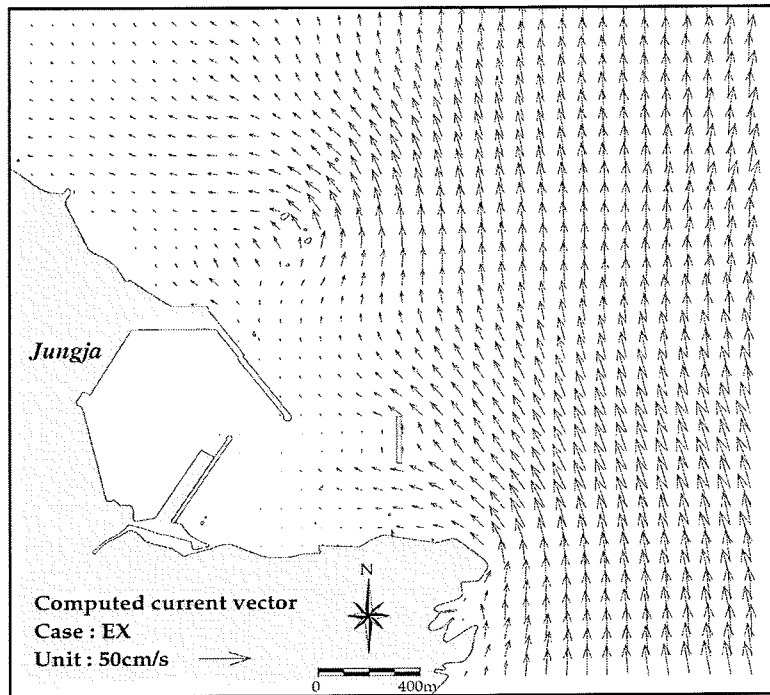 Jungja
N
Computed current vector
Case : EX
Unit : 50cm/s
0 400m